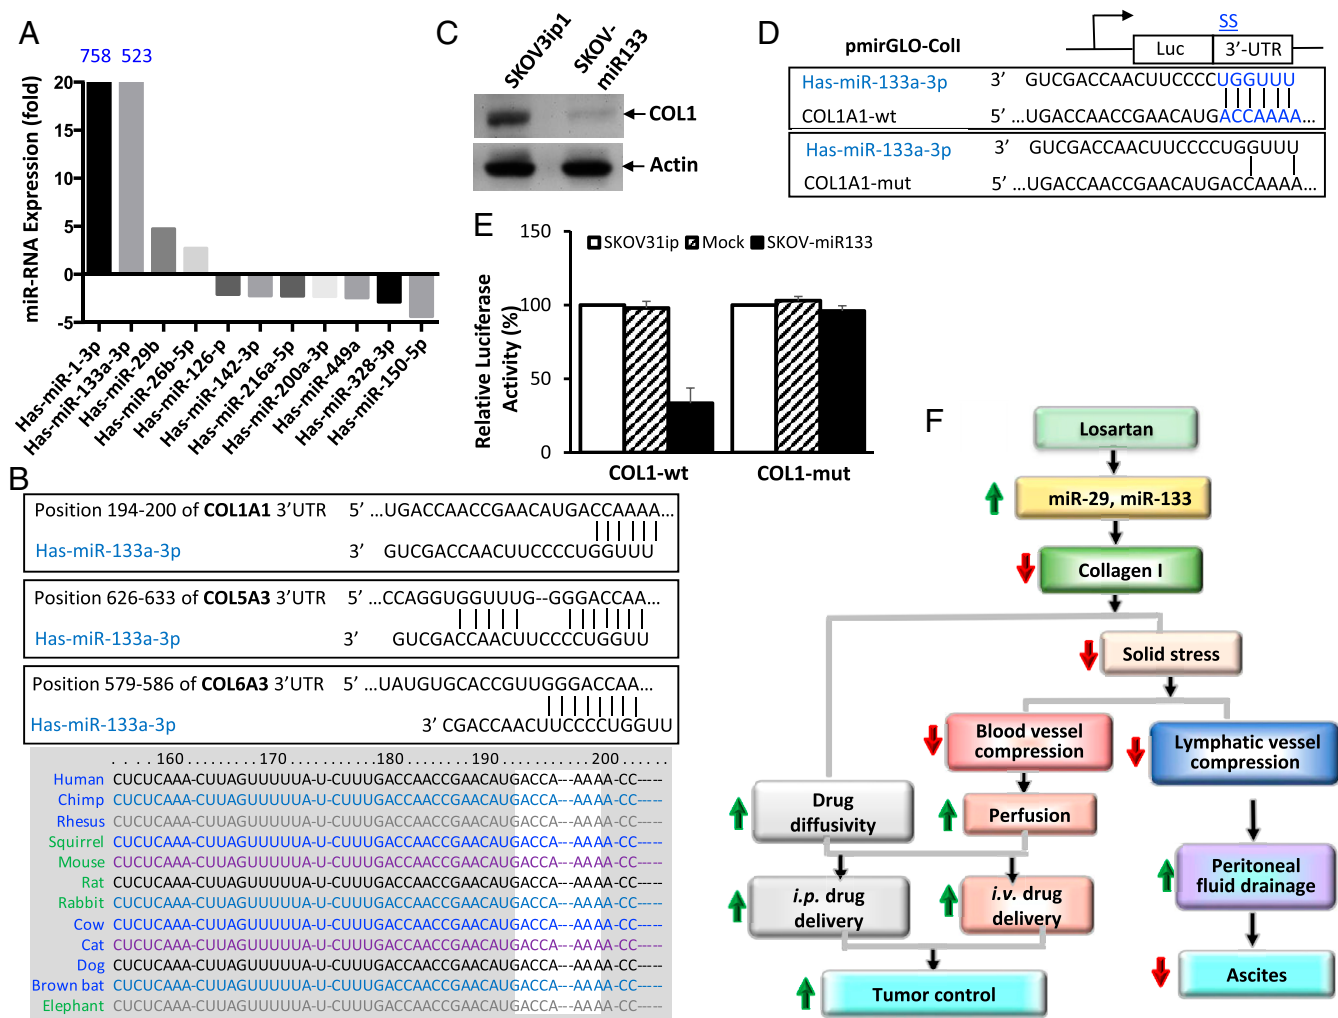 A
758 523
miR-RNA Expression (fold)
20
15
10
5
0
-5
Has-miR-1-3p
Has-miR-133a-3p
Has-miR-29b
Has-miR-26b-5p
Has-miR-126-p
Has-miR-142-3p
Has-miR-216a-5p
Has-miR-200a-3p
Has-miR-449a
Has-miR-328-3p
Has-miR-150-5p
B
Position 194-200 of COL1A1 3’UTR 5’ ...UGACCAACCGAACAUGACCAAAA...
Has-miR-133a-3p 3’ GUCGACCAACUUCCCCUGGUUU
Position 626-633 of COL5A3 3’UTR 5’ ...CCAGGUGGUUUG--GGGACCAA...
Has-miR-133a-3p 3’ GUCGACCAACUUCCCCUGGUU
Position 579-586 of COL6A3 3’UTR 5’ ...UAUGUGCACCGUUGGGACCAA...
Has-miR-133a-3p 3’ CGACCAACUUCCCCUGGUU
160 170 180 190 200
Human CUCUCAAA-CUUAGUUUUUA-U-CUUUGACCAACCGAACAUGACCA---AAAA-CC-----
Chimp CUCUCAAA-CUUAGUUUUUA-U-CUUUGACCAACCGAACAUGACCA---AAAA-CC-----
Rhesus CUCUCAAA-CUUAGUUUUUA-U-CUUUGACCAACCGAACAUGACCA---AAAA-CC-----
Squirrel CUCUCAAA-CUUAGUUUUUA-U-CUUUGACCAACCGAACAUGACCA---AAAA-CC-----
Mouse CUCUCAAA-CUUAGUUUUUA-U-CUUUGACCAACCGAACAUGACCA---AAAA-CC-----
Rat CUCUCAAA-CUUAGUUUUUA-U-CUUUGACCAACCGAACAUGACCA---AAAA-CC-----
Rabbit CUCUCAAA-CUUAGUUUUUA-U-CUUUGACCAACCGAACAUGACCA---AAAA-CC-----
Cow CUCUCAAA-CUUAGUUUUUA-U-CUUUGACCAACCGAACAUGACCA---AAAA-CC-----
Cat CUCUCAAA-CUUAGUUUUUA-U-CUUUGACCAACCGAACAUGACCA---AAAA-CC-----
Dog CUCUCAAA-CUUAGUUUUUA-U-CUUUGACCAACCGAACAUGACCA---AAAA-CC-----
Brown bat CUCUCAAA-CUUAGUUUUUA-U-CUUUGACCAACCGAACAUGACCA---AAAA-CC-----
Elephant CUCUCAAA-CUUAGUUUUUA-U-CUUUGACCAACCGAACAUGACCA---AAAA-CC-----
C
SKOV3ip1
SKOV-
miR133
COL1
Actin
D
pmirGLO-ColI
SS
Luc 3’-UTR
Has-miR-133a-3p 3’ GUCGACCAACUUCCCCUGGUUU
COL1A1-wt 5’ ...UGACCAACCGAACAUGACCAAAA...
Has-miR-133a-3p 3’ GUCGACCAACUUCCCCUGGUUU
COL1A1-mut 5’ ...UGACCAACCGAACAUGACCAAAA...
E
Relative Luciferase
Activity (%)
150
100
50
0
SKOV31ip Mock SKOV-miR133
COL1-wt COL1-mut
F
Losartan
miR-29, miR-133
Collagen I
Solid stress
Blood vessel
compression
Lymphatic vessel
compression
Drug
diffusivity
Perfusion
Peritoneal
fluid drainage
i.p. drug
delivery
i.v. drug
delivery
Ascites
Tumor control